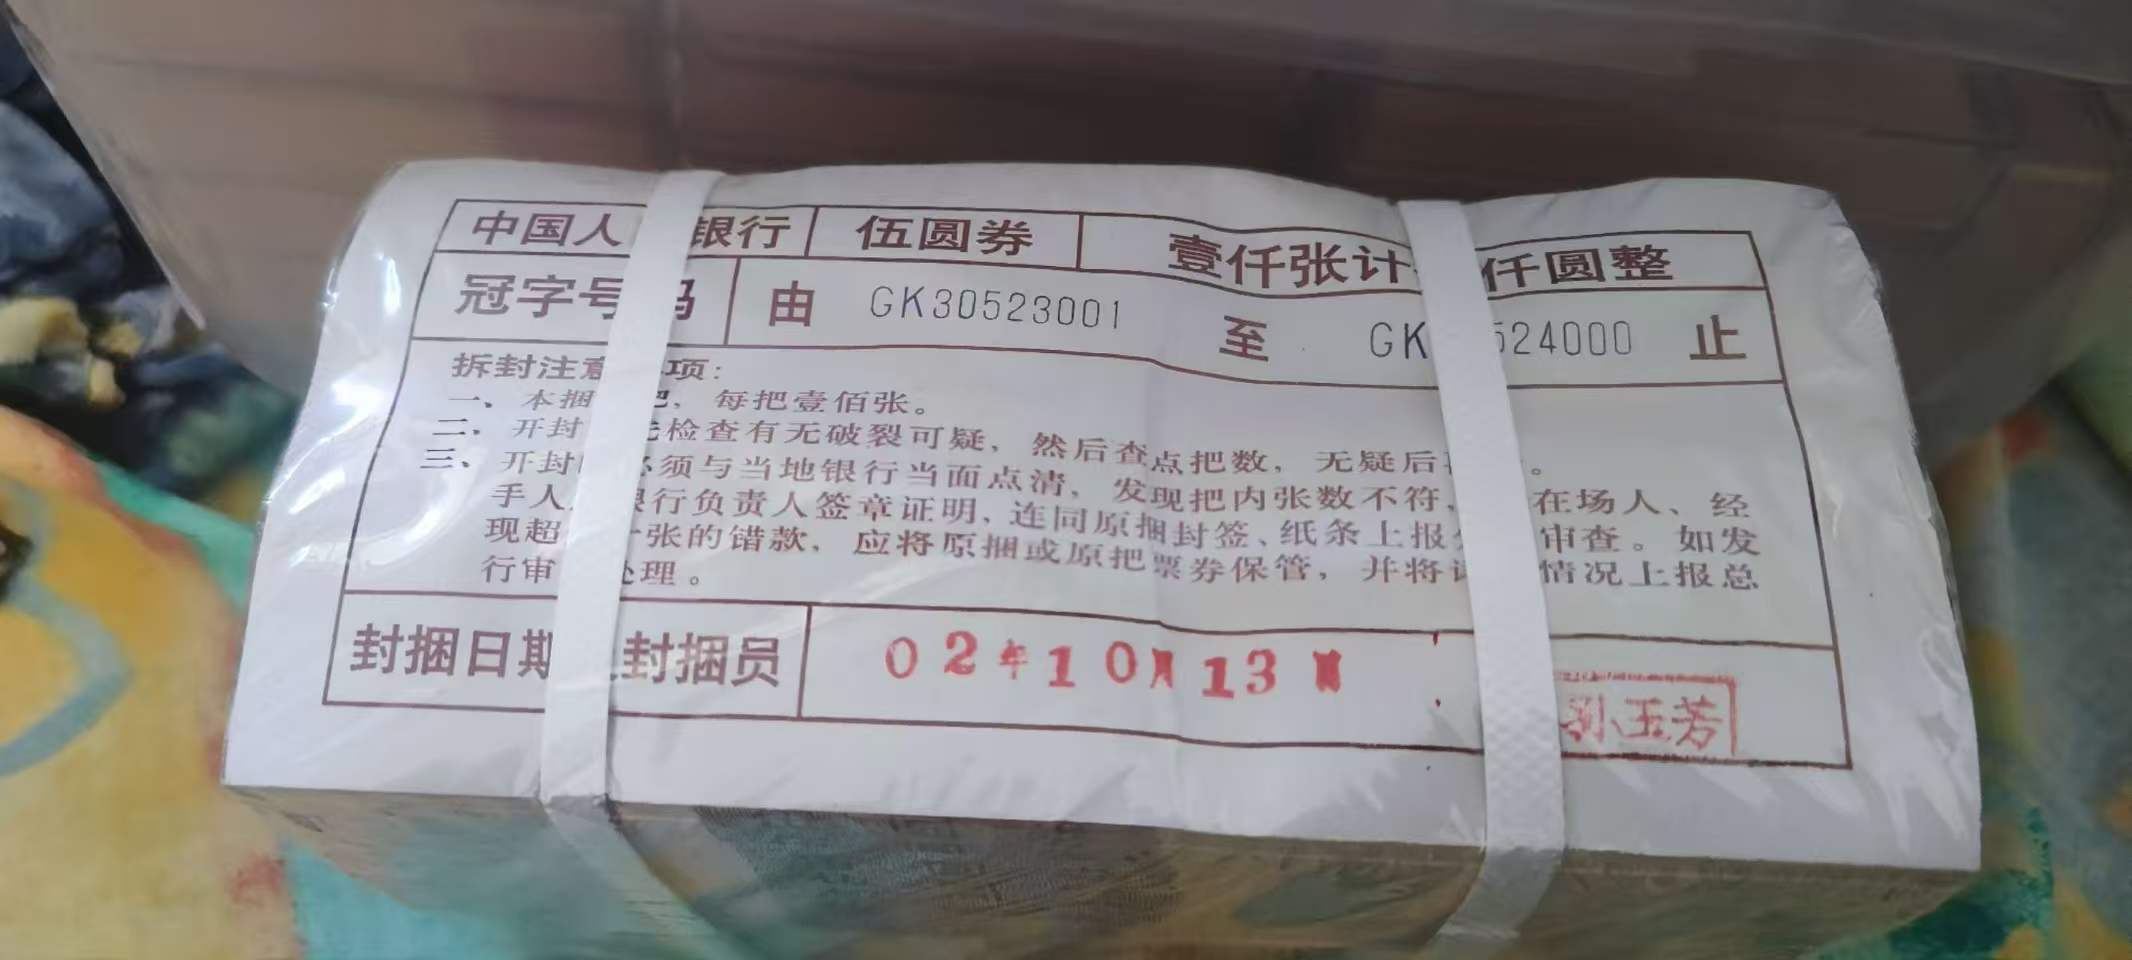 中国人 银行 伍圆券 壹仟张计 仟圆整
冠字号码 由 GK30523001 至 GK 524000 止
拆封注意 项：
一、本捆 把，每把壹佰张。
二、开封 先检查有无破裂可疑，然后查点把数，无疑后 。
三、开封 必须与当地银行当面点清，发现把内张数不符， 在场人、经
手人 银行负责人签章证明，连同原捆封签、纸条上报 审查。如发
现超 一张的错款，应将原捆或原把票券保管，并将 情况上报总
行审 处理。
封捆日期 封捆员 02年10月13
孙玉芳